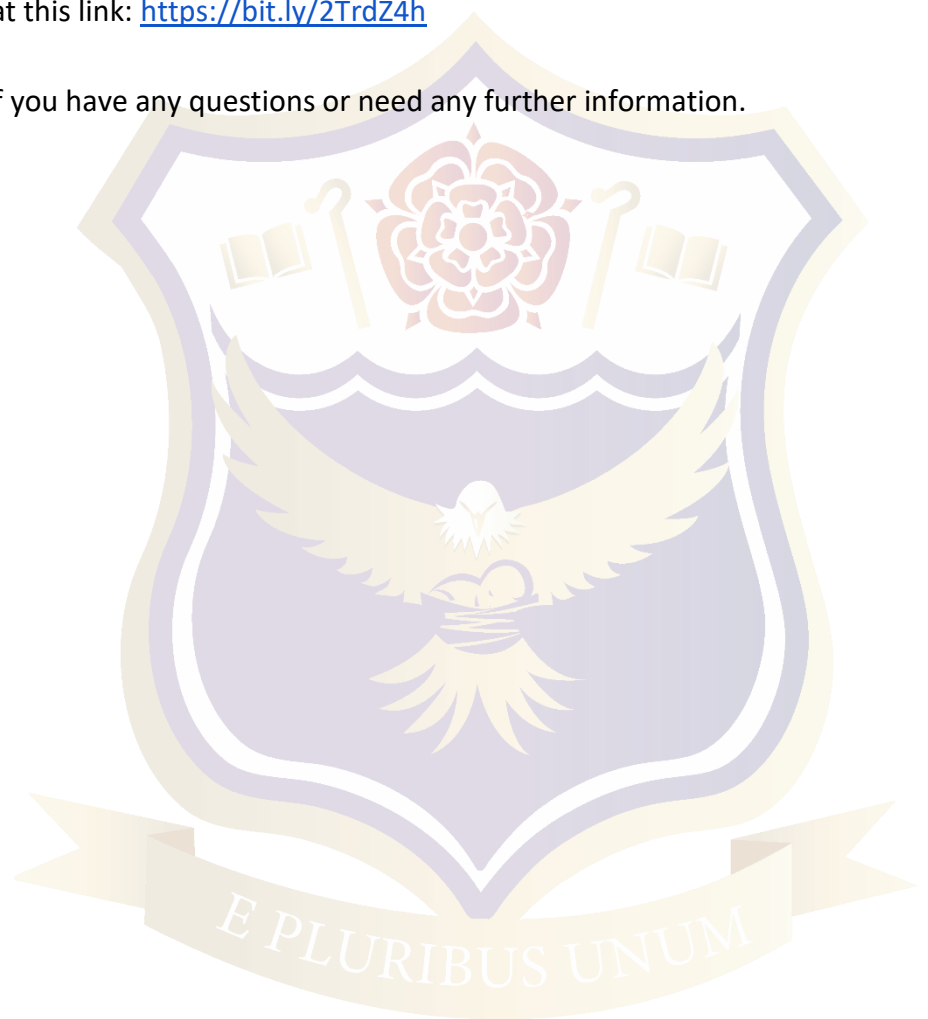 at this link: https://bit.ly/2TrdZ4h
f you have any questions or need any further information.
E PLURIBUS UNUM